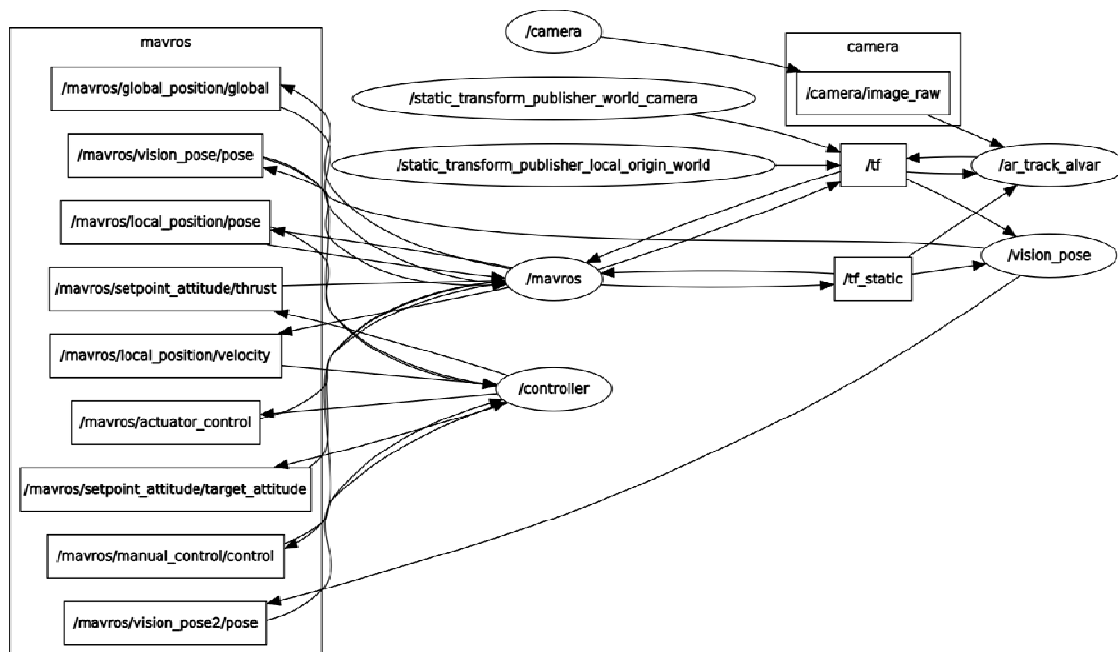 mavros
/mavros/global_position/global
/mavros/vision_pose/pose
/mavros/local_position/pose
/mavros/setpoint_attitude/thrust
/mavros/local_position/velocity
/mavros/actuator_control
/mavros/setpoint_attitude/target_attitude
/mavros/manual_control/control
/mavros/vision_pose2/pose
/camera
/static_transform_publisher_world_camera
/static_transform_publisher_local_origin_world
/mavros
/controller
camera
/camera/image_raw
/tf
/tf_static
/ar_track_alvar
/vision_pose